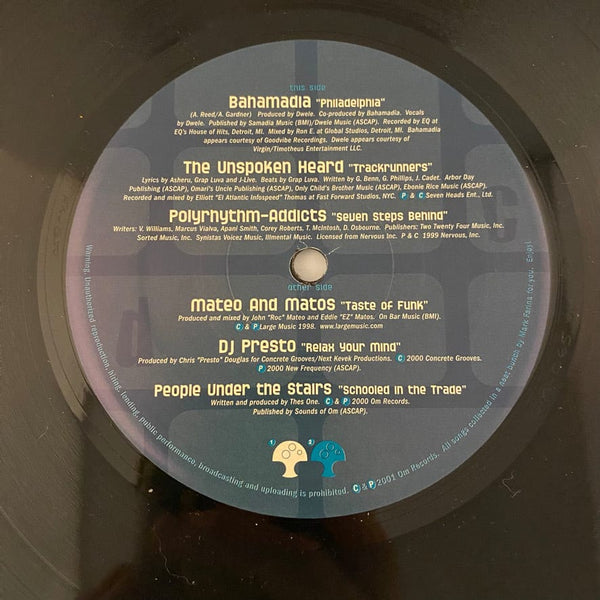 this side
Bahamadia "Philadelphia"
(A. Reed/A. Gardner) Produced by Dwele. Co-produced by Bahamadia. Vocals
by Dwele. Published by Samadia Music (BMI)/Dwele Music (ASCAP). Recorded by EQ at
EQ's House of Hits, Detroit, MI. Mixed by Ron E. at Global Studios, Detroit, MI. Bahamadia
appears courtesy of Goodvibe Recordings. Dwele appears courtesy of
Virgin/Timotheus Entertainment LLC.
The Unspoken Heard "Trackrunners"
Lyrics by Asheru, Grap Luva and J-Live. Beats by Grap Luva. Written by G. Benn, G. Phillips, J. Cadet. Arbor Day
Publishing (ASCAP), Omari's Uncle Publishing (ASCAP), Only Child's Brother Music (ASCAP), Ebonie Rice Music (ASCAP).
Recorded and mixed by Elliott "El Atlantic Infospeed" Thomas at Fast Forward Studios, NYC. P & C Seven Heads Ent., Ltd.
Polyrhythm-Addicts "Seven Steps Behind"
Writers: V. Williams, Marcus Vialva, Apani Smith, Corey Roberts, T. McIntosh, D. Osbourne. Publishers: Two Twenty Four Music, Inc.
Sorted Music, Inc. Synistas Voicez Music, Illmental Music. Licensed from Nervous Inc. P & C 1999 Nervous, Inc.
other side
Mateo And Matos "Taste of Funk"
Produced and mixed by John "Roc" Mateo and Eddie "EZ" Matos. On Bar Music (BMI).
C & P Large Music 1998. www.largemusic.com
DJ Presto "Relax Your Mind"
Produced by Chris "Presto" Douglas for Concrete Grooves/Next Kevek Productions. C 2000 Concrete Grooves.
P 2000 New Frequency (ASCAP).
People Under the Stairs "Schooled in the Trade"
Written and produced by Thes One. C & P 2000 Om Records.
Published by Sounds of Om (ASCAP).
1 2
Warning. Unauthorized reproduction, hiring, lending, public performance, broadcasting and uploading is prohibited. C & P 2001 Om Records. All songs collected in a neat bunch by Mark Farina for you. Enjoy!
d
e